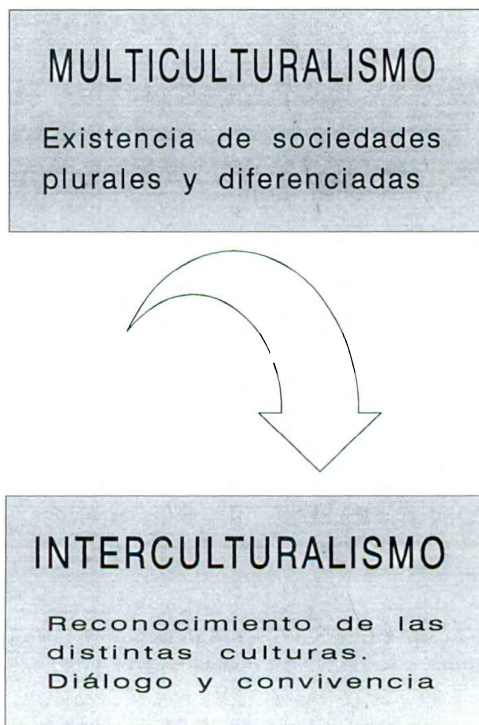 MULTICULTURALISMO
Existencia de sociedades
plurales y diferenciadas
INTERCULTURALISMO
Reconocimiento de las
distintas culturas.
Diálogo y convivencia